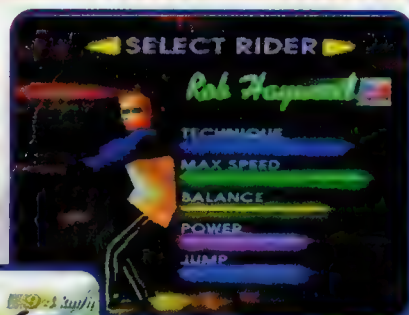 SELECT RIDER
Rob Haywood
TECHNIQUE
MAX SPEED
BALANCE
POWER
JUMP